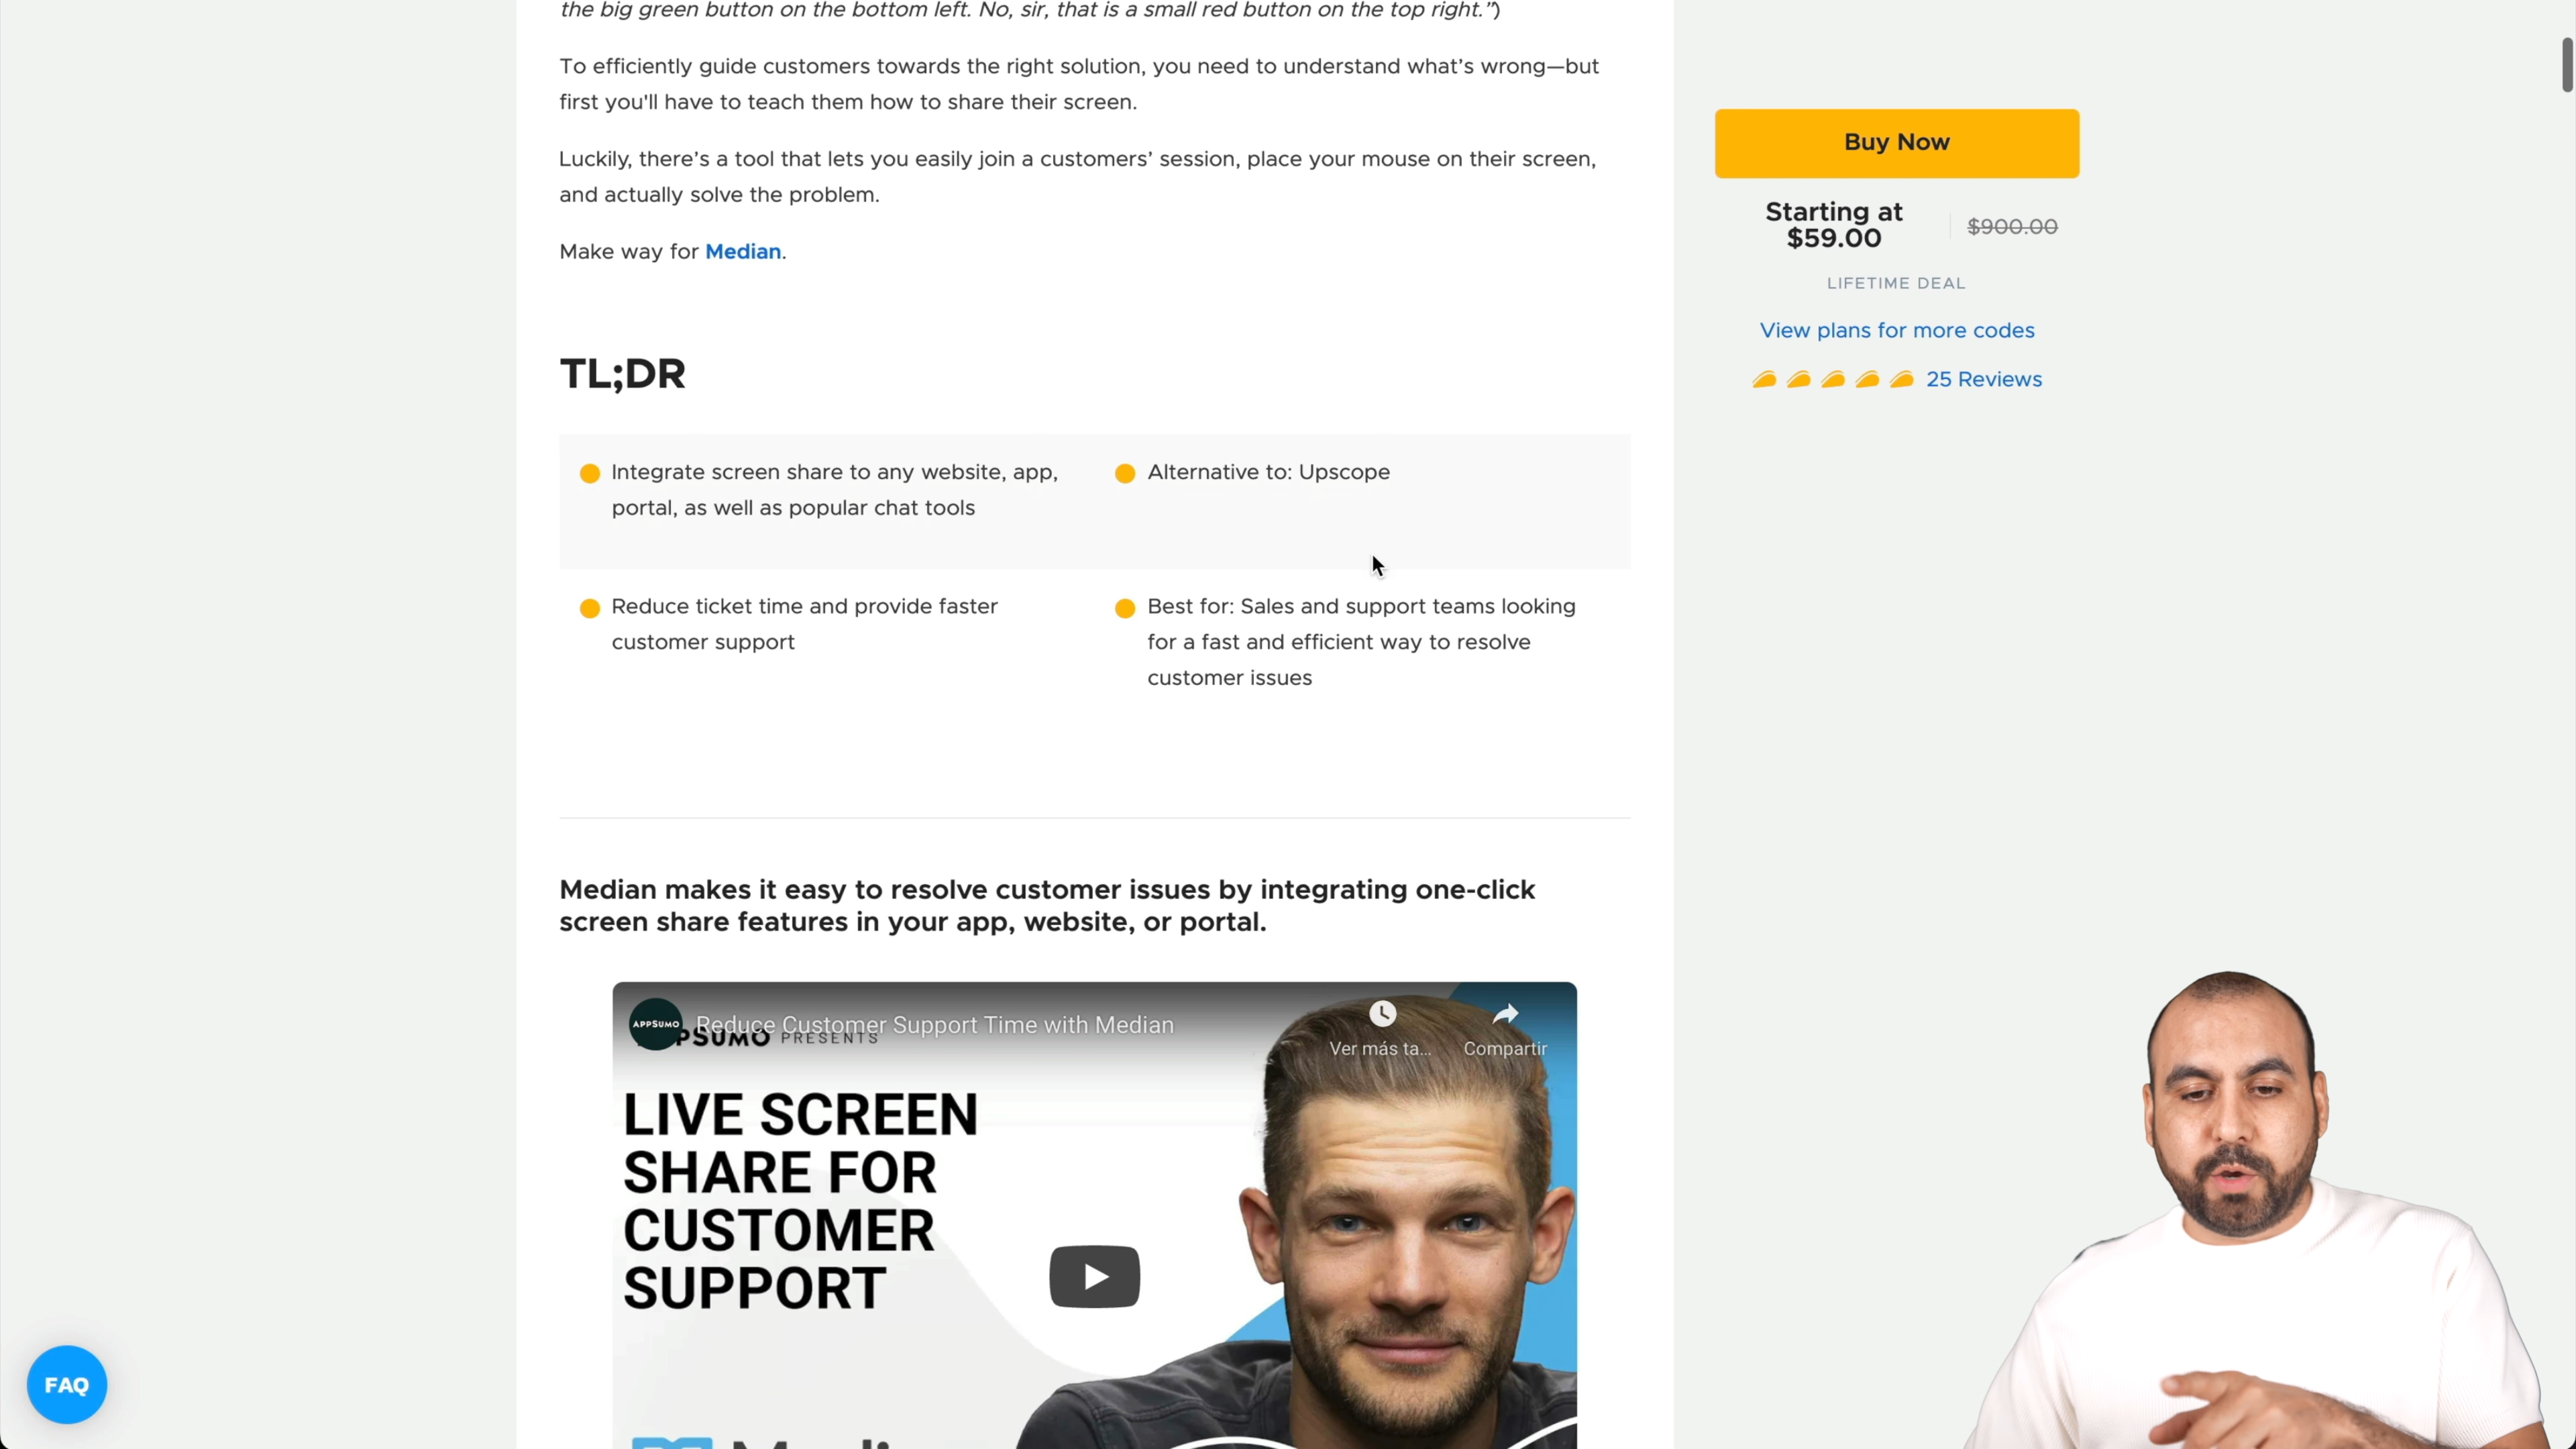 the big green button on the bottom left. No, sir, that is a small red button on the top right.”)
To efficiently guide customers towards the right solution, you need to understand what’s wrong—but
first you'll have to teach them how to share their screen.
Luckily, there’s a tool that lets you easily join a customers’ session, place your mouse on their screen,
and actually solve the problem.
Make way for Median.
TL;DR
Integrate screen share to any website, app,
portal, as well as popular chat tools
Alternative to: Upscope
Reduce ticket time and provide faster
customer support
Best for: Sales and support teams looking
for a fast and efficient way to resolve
customer issues
Median makes it easy to resolve customer issues by integrating one-click
screen share features in your app, website, or portal.
APPSUMO
Reduce Customer Support Time with Median
PRESENTS
Ver más ta...
Compartir
LIVE SCREEN
SHARE FOR
CUSTOMER
SUPPORT
Buy Now
Starting at
$59.00
$900.00
LIFETIME DEAL
View plans for more codes
25 Reviews
FAQ